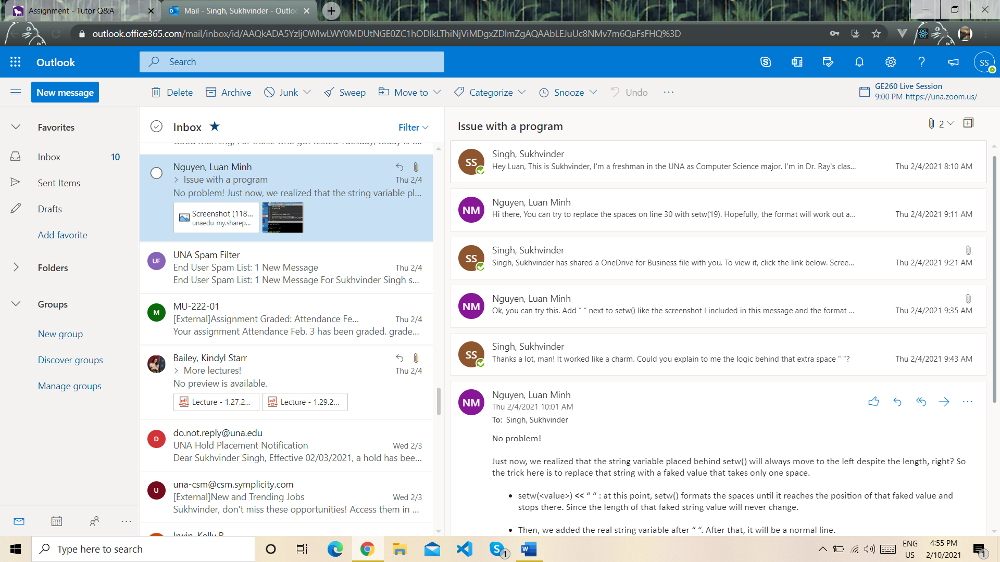 Assignment - Tutor Q&A
Mail - Singh, Sukhvinder - Outlo
outlook.office365.com/mail/inbox/id/AAQkADA5YzljOWIwLWY0MDUtNGE0ZC1hODlkLThiNjViMDgxZDlmZgAQAAbLEJuUc8NMv7m6QaFsFHQ%3D
Outlook
Search
SS
New message
Delete
Archive
Junk
Sweep
Move to
Categorize
Snooze
Undo
GE260 Live Session
9:00 PM https://una.zoom.us/
Favorites
Inbox 10
Sent Items
Drafts
Add favorite
Folders
Groups
New group
Discover groups
Manage groups
Inbox
Filter
Good Morning, For those who got tested Tuesday, today is t...
Nguyen, Luan Minh
Issue with a program Thu 2/4
No problem! Just now, we realized that the string variable pl...
Screenshot (118...
unaedu-my.sharep...
UF
UNA Spam Filter
End User Spam List: 1 New Message Thu 2/4
End User Spam List: 1 New Message For Sukhvinder Singh s...
M
MU-222-01
[External]Assignment Graded: Attendance Fe... Thu 2/4
Your assignment Attendance Feb. 3 has been graded. grade...
Bailey, Kindyl Starr
More lectures! Thu 2/4
No preview is available.
pdf Lecture - 1.27.2...
pdf Lecture - 1.29.2...
D
do.not.reply@una.edu
UNA Hold Placement Notification Wed 2/3
Dear Sukhvinder Singh, Effective 02/03/2021, a hold has bee...
U
una-csm@csm.symplicity.com
[External]New and Trending Jobs Wed 2/3
Sukhvinder, don't miss these opportunities! Access them in ...
Irwin, Kelly R
Issue with a program
2
SS
Singh, Sukhvinder
Hey Luan, This is Sukhvinder, I'm a freshman in the UNA as Computer Science major. I'm in Dr. Ray's clas... Thu 2/4/2021 8:10 AM
NM
Nguyen, Luan Minh
Hi there, You can try to replace the spaces on line 30 with setw(19). Hopefully, the format will work out a... Thu 2/4/2021 9:11 AM
SS
Singh, Sukhvinder
Singh, Sukhvinder has shared a OneDrive for Business file with you. To view it, click the link below. Scree... Thu 2/4/2021 9:21 AM
NM
Nguyen, Luan Minh
Ok, you can try this. Add “ “ next to setw() like the screenshot I included in this message and the format ... Thu 2/4/2021 9:35 AM
SS
Singh, Sukhvinder
Thanks a lot, man! It worked like a charm. Could you explain to me the logic behind that extra space “ “? Thu 2/4/2021 9:43 AM
NM
Nguyen, Luan Minh
Thu 2/4/2021 10:01 AM
To: Singh, Sukhvinder
No problem!
Just now, we realized that the string variable placed behind setw() will always move to the left despite the length, right? So
the trick here is to replace that string with a faked value that takes only one space.
• setw(<value>) << “ “ : at this point, setw() formats the spaces until it reaches the position of that faked value and
stops there. Since the length of that faked string value will never change.
• Then, we added the real string variable after “ “. After that, it will be a normal line.
Type here to search
1
ENG
US
4:55 PM
2/10/2021
1